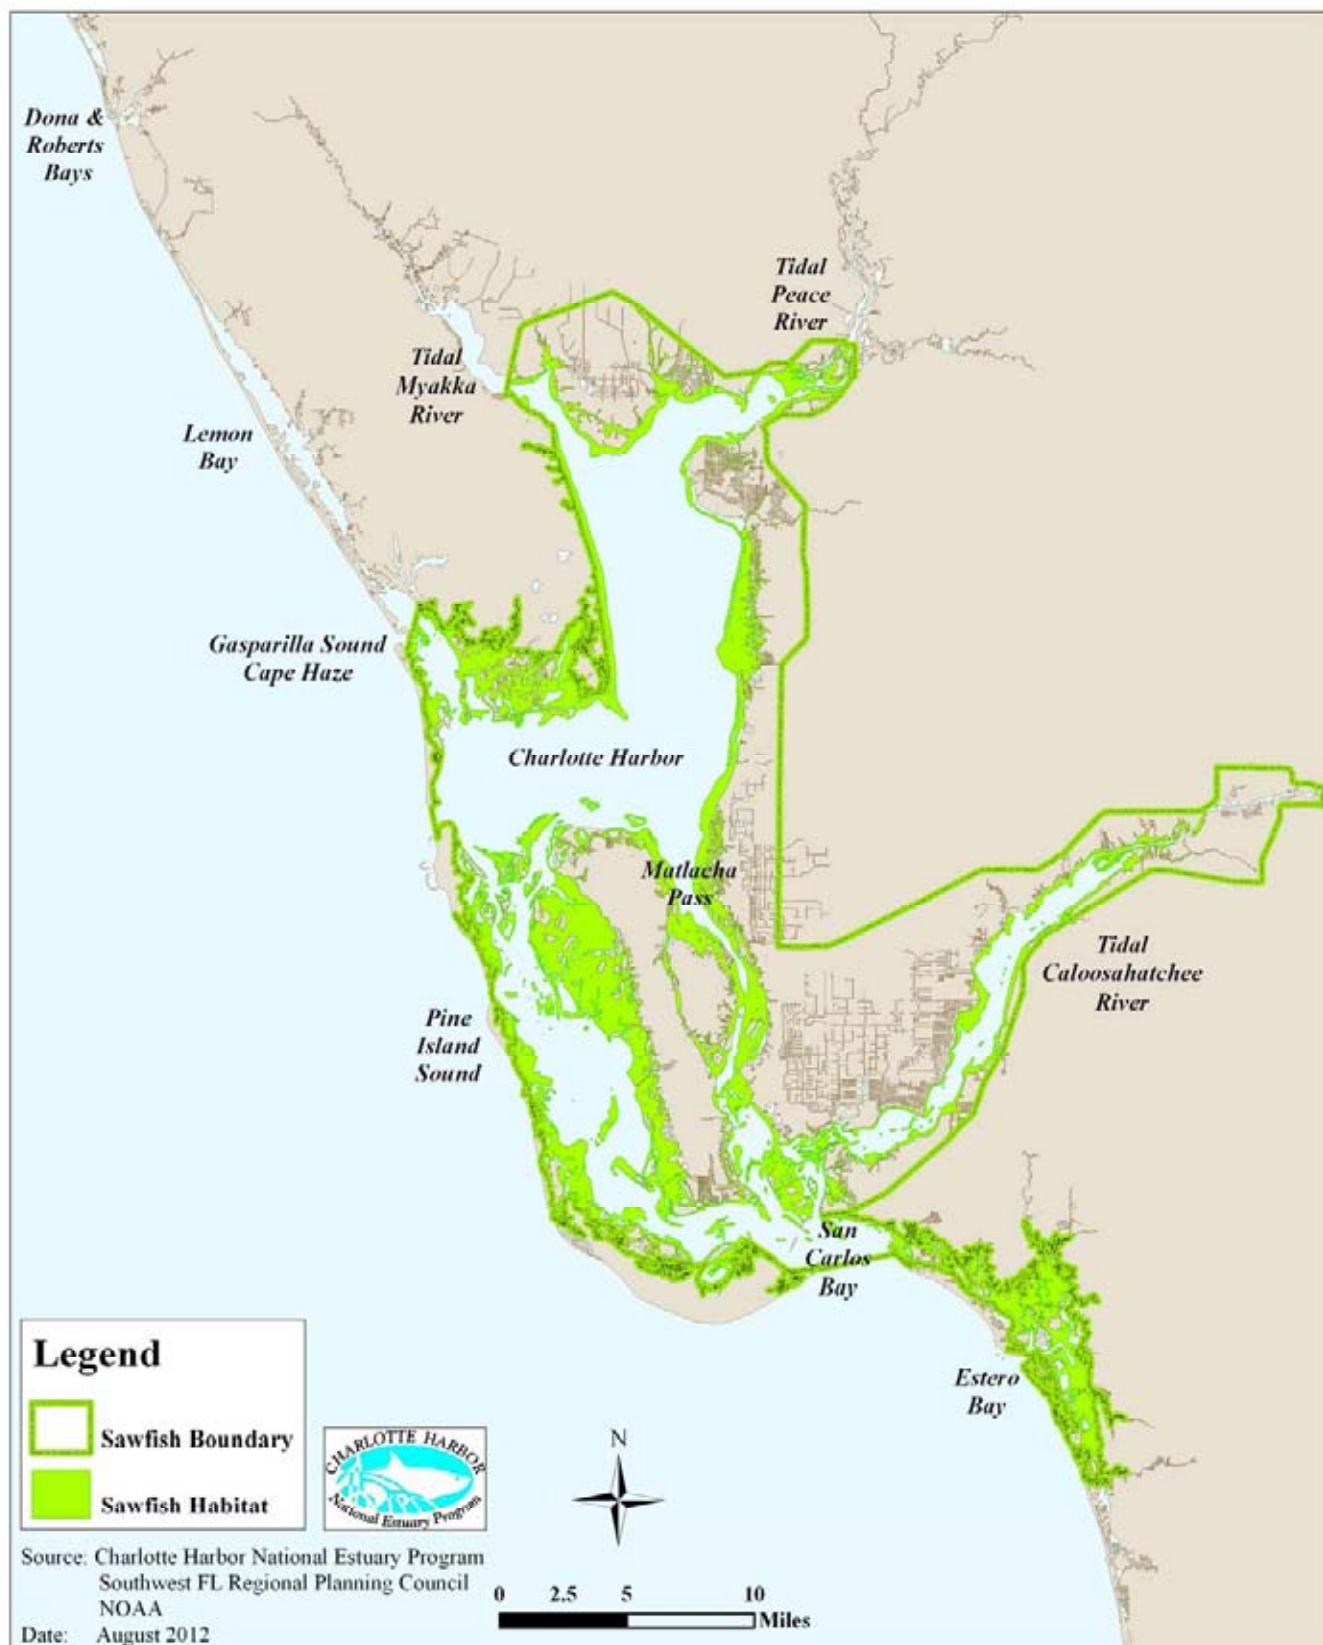 Dona &
Roberts
Bays
Tidal
Peace
River
Tidal
Myakka
River
Lemon
Bay
Gasparilla Sound
Cape Haze
Charlotte Harbor
Matlacha
Pass
Tidal
Caloosahatchee
River
Pine
Island
Sound
San
Carlos
Bay
Estero
Bay
Legend
Sawfish Boundary
Sawfish Habitat
CHARLOTTE HARBOR
National Estuary Program
N
Source: Charlotte Harbor National Estuary Program
Southwest FL Regional Planning Council
NOAA
Date: August 2012
0 2.5 5 10
Miles